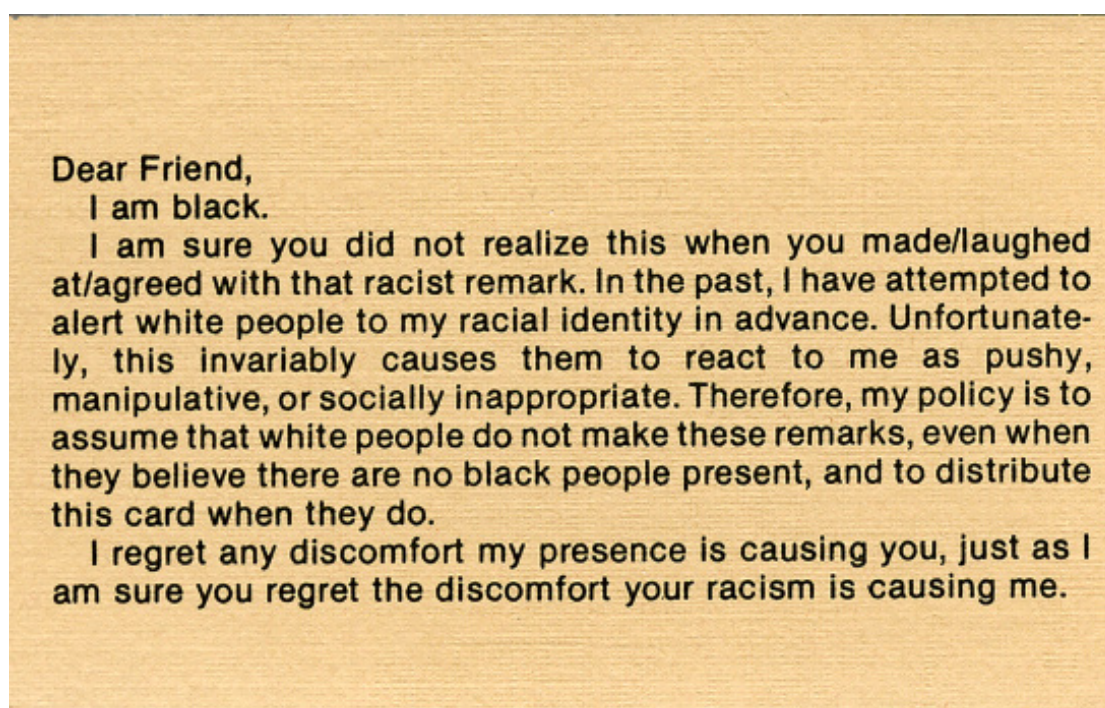 Dear Friend,
I am black.
I am sure you did not realize this when you made/laughed
at/agreed with that racist remark. In the past, I have attempted to
alert white people to my racial identity in advance. Unfortunate-
ly, this invariably causes them to react to me as pushy,
manipulative, or socially inappropriate. Therefore, my policy is to
assume that white people do not make these remarks, even when
they believe there are no black people present, and to distribute
this card when they do.
I regret any discomfort my presence is causing you, just as I
am sure you regret the discomfort your racism is causing me.